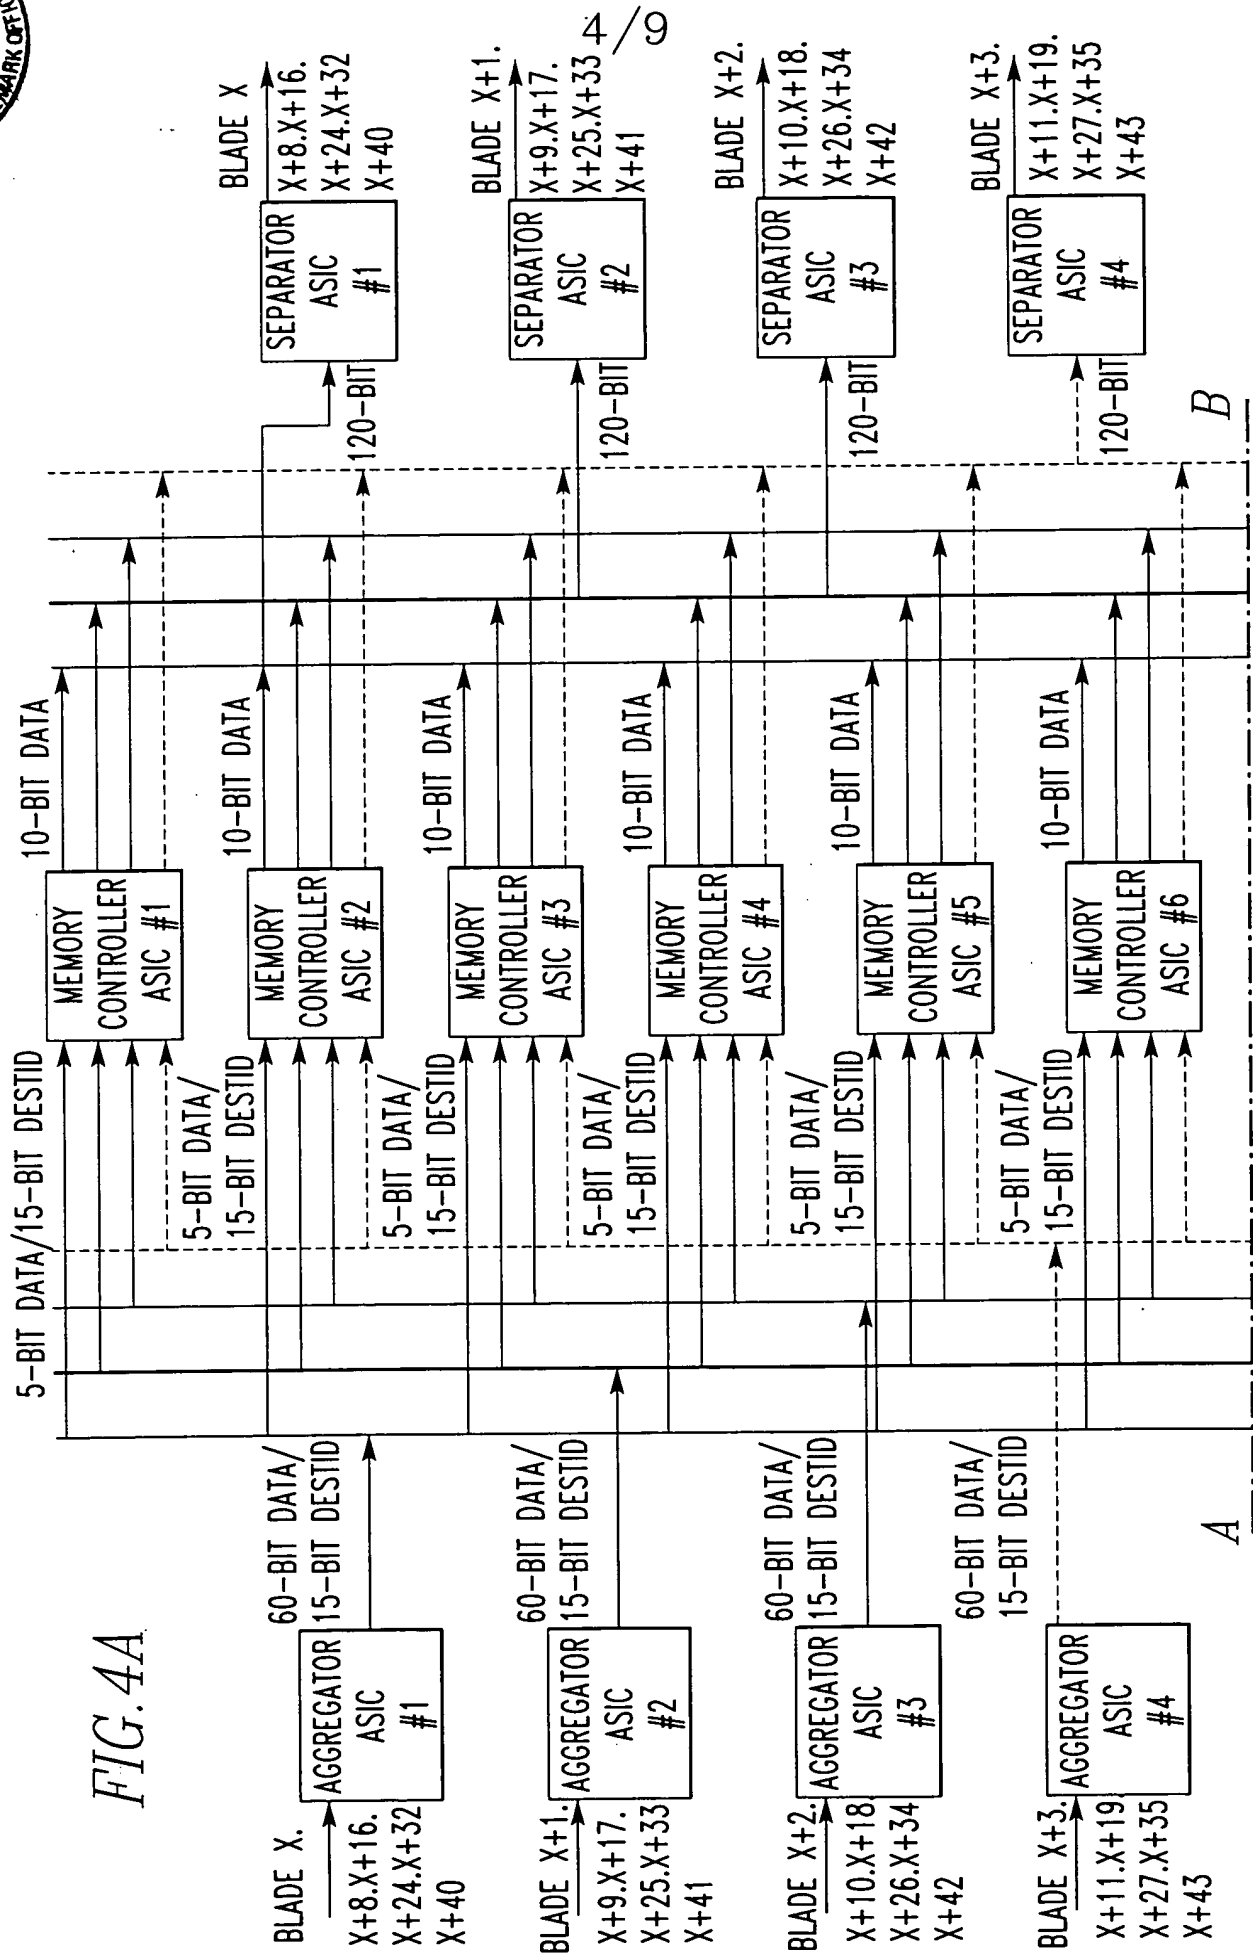 4/9
MARK OFFI
FIG. 4A
BLADE X.
X+8.X+16.
X+24.X+32
X+40
AGGREGATOR
ASIC
#1
60-BIT DATA/
15-BIT DESTID
BLADE X+1.
X+9.X+17.
X+25.X+33
X+41
AGGREGATOR
ASIC
#2
60-BIT DATA/
15-BIT DESTID
BLADE X+2.
X+10.X+18.
X+26.X+34
X+42
AGGREGATOR
ASIC
#3
60-BIT DATA/
15-BIT DESTID
BLADE X+3.
X+11.X+19
X+27.X+35
X+43
AGGREGATOR
ASIC
#4
60-BIT DATA/
15-BIT DESTID
A
5-BIT DATA/15-BIT DESTID
MEMORY
CONTROLLER
ASIC #1
10-BIT DATA
5-BIT DATA/
15-BIT DESTID
MEMORY
CONTROLLER
ASIC #2
10-BIT DATA
5-BIT DATA/
15-BIT DESTID
MEMORY
CONTROLLER
ASIC #3
10-BIT DATA
5-BIT DATA/
15-BIT DESTID
MEMORY
CONTROLLER
ASIC #4
10-BIT DATA
5-BIT DATA/
15-BIT DESTID
MEMORY
CONTROLLER
ASIC #5
10-BIT DATA
5-BIT DATA/
15-BIT DESTID
MEMORY
CONTROLLER
ASIC #6
10-BIT DATA
120-BIT
SEPARATOR
ASIC
#1
BLADE X
X+8.X+16.
X+24.X+32
X+40
120-BIT
SEPARATOR
ASIC
#2
BLADE X+1.
X+9.X+17.
X+25.X+33
X+41
120-BIT
SEPARATOR
ASIC
#3
BLADE X+2.
X+10.X+18.
X+26.X+34
X+42
120-BIT
SEPARATOR
ASIC
#4
BLADE X+3.
X+11.X+19.
X+27.X+35
X+43
B